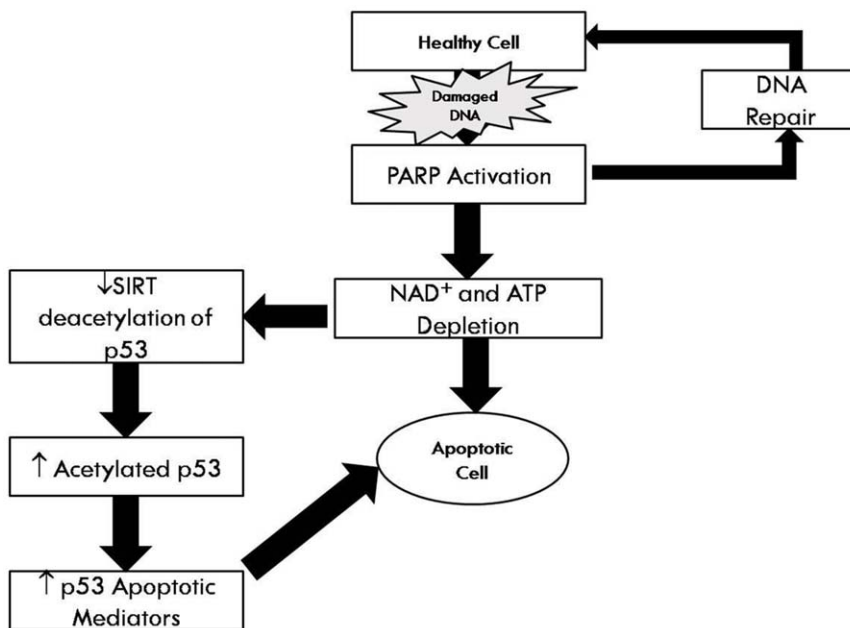 Healthy Cell
Damaged
DNA
DNA
Repair
PARP Activation
↓SIRT
deacetylation of
p53
NAD⁺ and ATP
Depletion
↑ Acetylated p53
Apoptotic
Cell
↑ p53 Apoptotic
Mediators